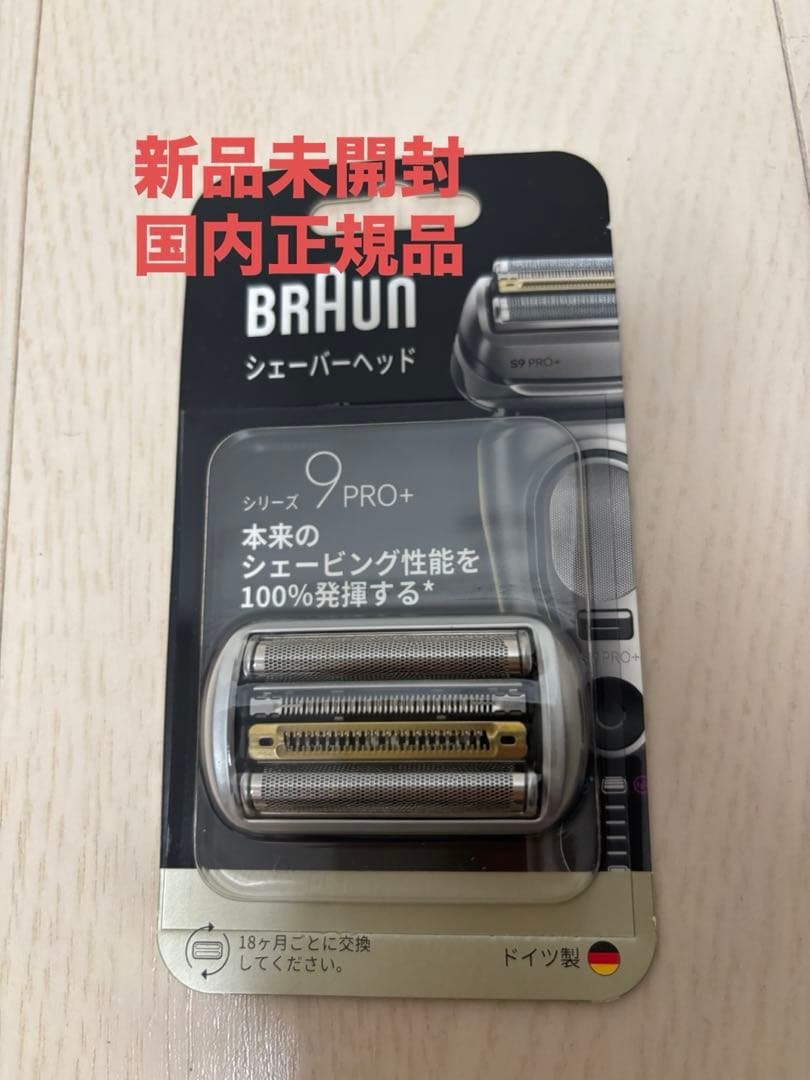 新品未開封
国内正規品
BRAUN
シェーバーヘッド
S9 PRO+
シリーズ 9 PRO+
本来の
シェービング性能を
100%発揮する*
PRO+
18ヶ月ごとに交換
してください。
ドイツ製